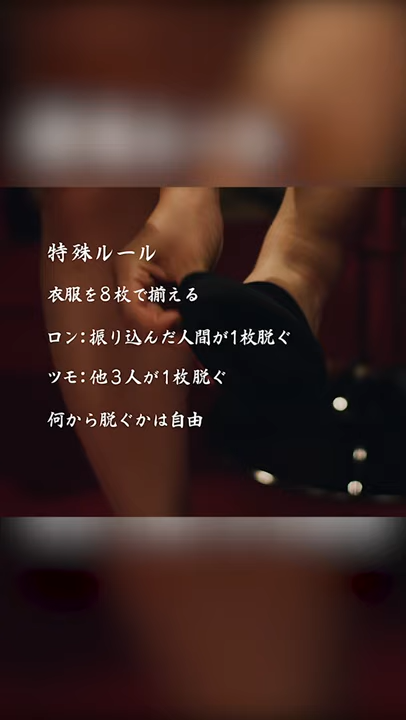 特殊ルール
衣服を8枚で揃える
ロン：振り込んだ人間が1枚脱ぐ
ツモ：他3人が1枚脱ぐ
何から脱ぐかは自由